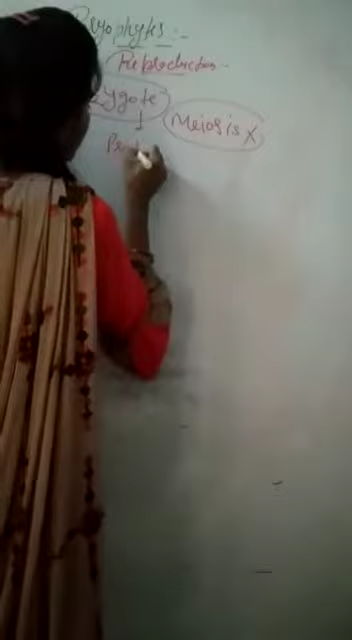 Bryophytes :-
Reproduction -
Zygote
Meiosis X